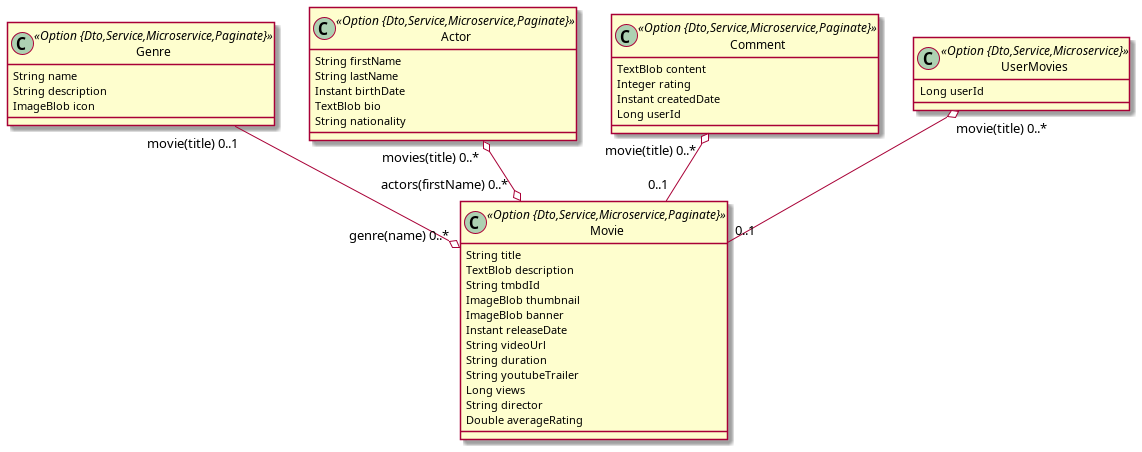 C «Option {Dto,Service,Microservice,Paginate}»
Genre
String name
String description
ImageBlob icon
C «Option {Dto,Service,Microservice,Paginate}»
Actor
String firstName
String lastName
Instant birthDate
TextBlob bio
String nationality
C «Option {Dto,Service,Microservice,Paginate}»
Comment
TextBlob content
Integer rating
Instant createdDate
Long userId
C «Option {Dto,Service,Microservice}»
UserMovies
Long userId
movie(title) 0..1
movies(title) 0..*
movie(title) 0..*
movie(title) 0..*
genre(name) 0..*
actors(firstName) 0..*
0..1
0..1
C «Option {Dto,Service,Microservice,Paginate}»
Movie
String title
TextBlob description
String tmbdId
ImageBlob thumbnail
ImageBlob banner
Instant releaseDate
String videoUrl
String duration
String youtubeTrailer
Long views
String director
Double averageRating